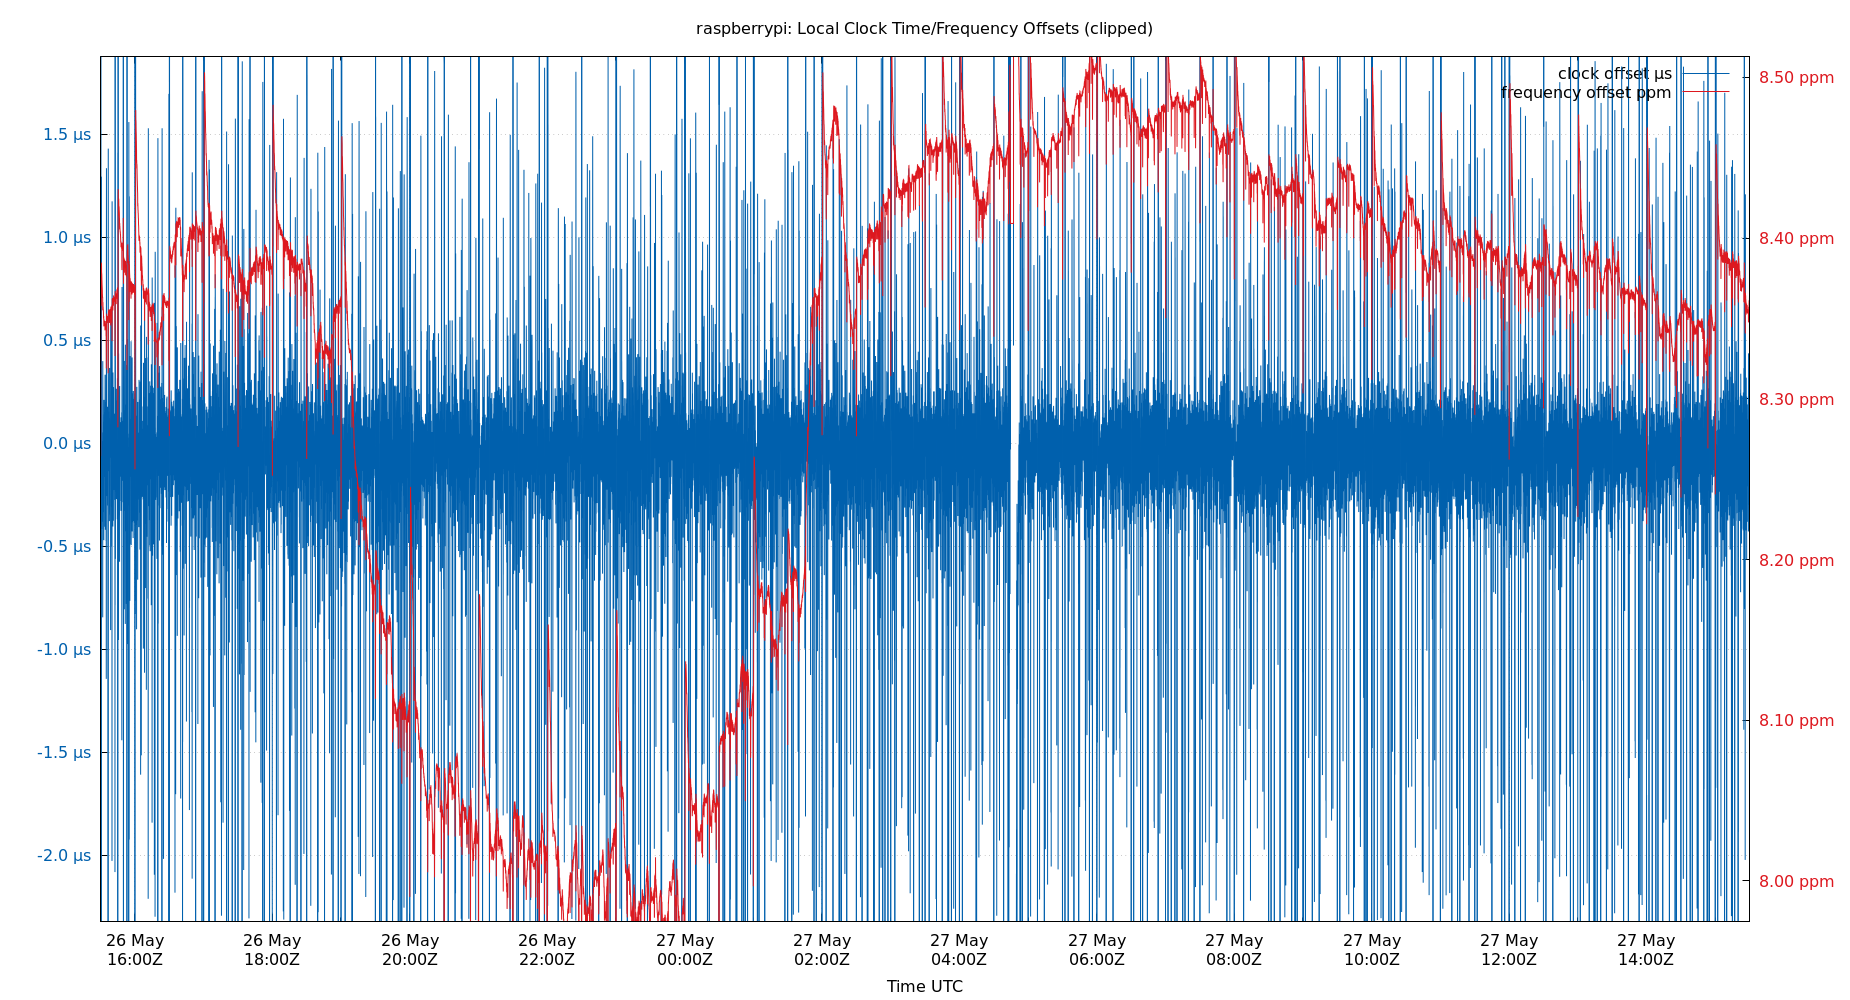 raspberrypi: Local Clock Time/Frequency Offsets (clipped)
clock offset µs
frequency offset ppm
1.5 µs
1.0 µs
0.5 µs
0.0 µs
-0.5 µs
-1.0 µs
-1.5 µs
-2.0 µs
8.50 ppm
8.40 ppm
8.30 ppm
8.20 ppm
8.10 ppm
8.00 ppm
26 May 26 May 26 May 26 May 27 May 27 May 27 May 27 May 27 May 27 May 27 May 27 May
16:00Z 18:00Z 20:00Z 22:00Z 00:00Z 02:00Z 04:00Z 06:00Z 08:00Z 10:00Z 12:00Z 14:00Z
Time UTC